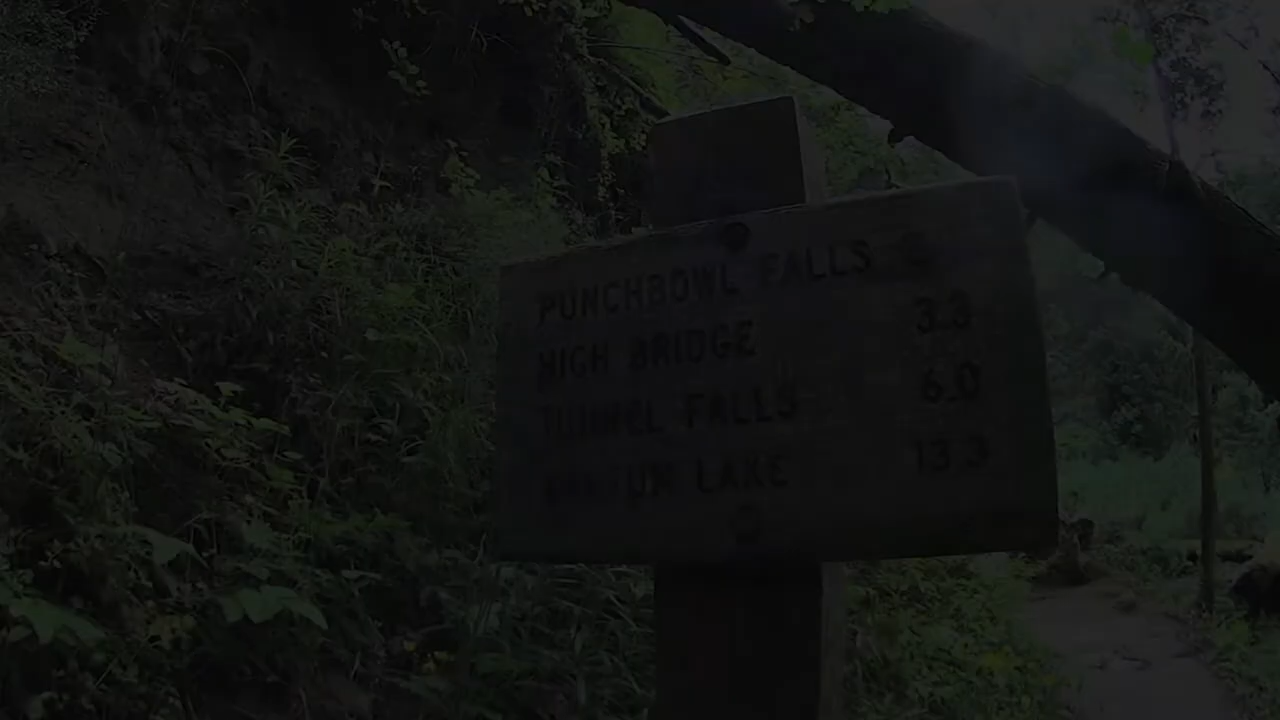 PUNCHBOWL FALLS
HIGH BRIDGE 3.3
TUNNEL FALLS 6.0
LAKE 13.3